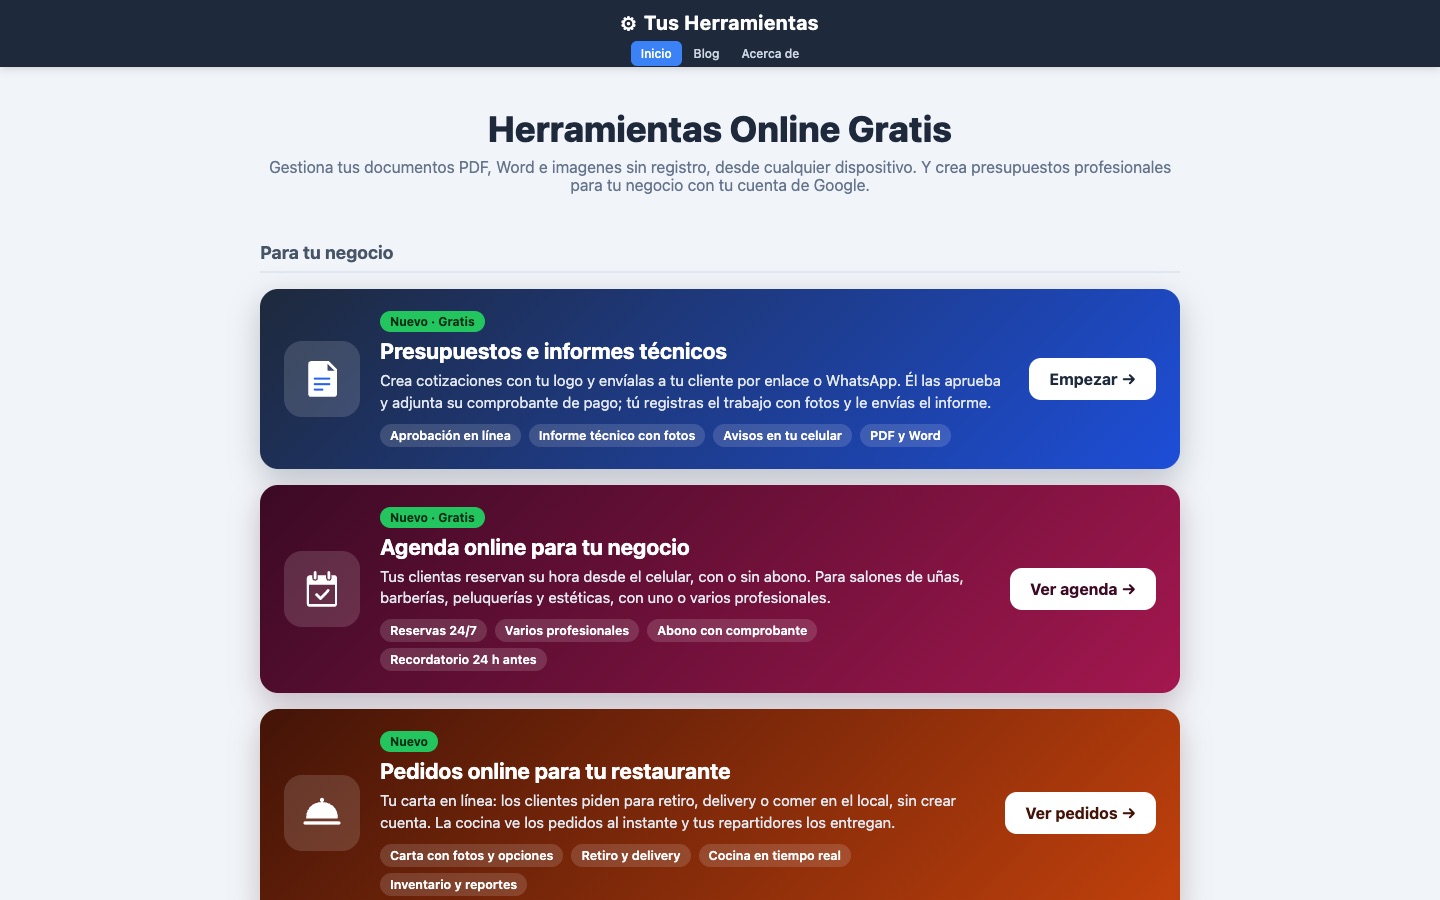 ⚙ Tus Herramientas
Inicio Blog Acerca de
Herramientas Online Gratis
Gestiona tus documentos PDF, Word e imagenes sin registro, desde cualquier dispositivo. Y crea presupuestos profesionales
para tu negocio con tu cuenta de Google.
Para tu negocio
Nuevo · Gratis
Presupuestos e informes técnicos
Crea cotizaciones con tu logo y envíalas a tu cliente por enlace o WhatsApp. Él las aprueba
y adjunta su comprobante de pago; tú registras el trabajo con fotos y le envías el informe.
Aprobación en línea Informe técnico con fotos Avisos en tu celular PDF y Word
Empezar →
Nuevo · Gratis
Agenda online para tu negocio
Tus clientas reservan su hora desde el celular, con o sin abono. Para salones de uñas,
barberías, peluquerías y estéticas, con uno o varios profesionales.
Reservas 24/7 Varios profesionales Abono con comprobante
Recordatorio 24 h antes
Ver agenda →
Nuevo
Pedidos online para tu restaurante
Tu carta en línea: los clientes piden para retiro, delivery o comer en el local, sin crear
cuenta. La cocina ve los pedidos al instante y tus repartidores los entregan.
Carta con fotos y opciones Retiro y delivery Cocina en tiempo real
Inventario y reportes
Ver pedidos →